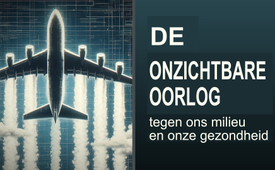 DE
ONZICHTBARE
OORLOG
tegen ons milieu
en onze gezondheid